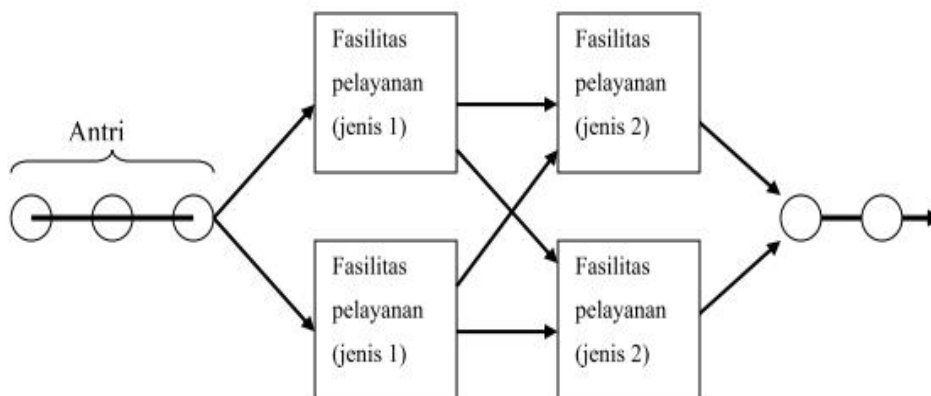 Antri
Fasilitas
pelayanan
(jenis 1)
Fasilitas
pelayanan
(jenis 2)
Fasilitas
pelayanan
(jenis 1)
Fasilitas
pelayanan
(jenis 2)